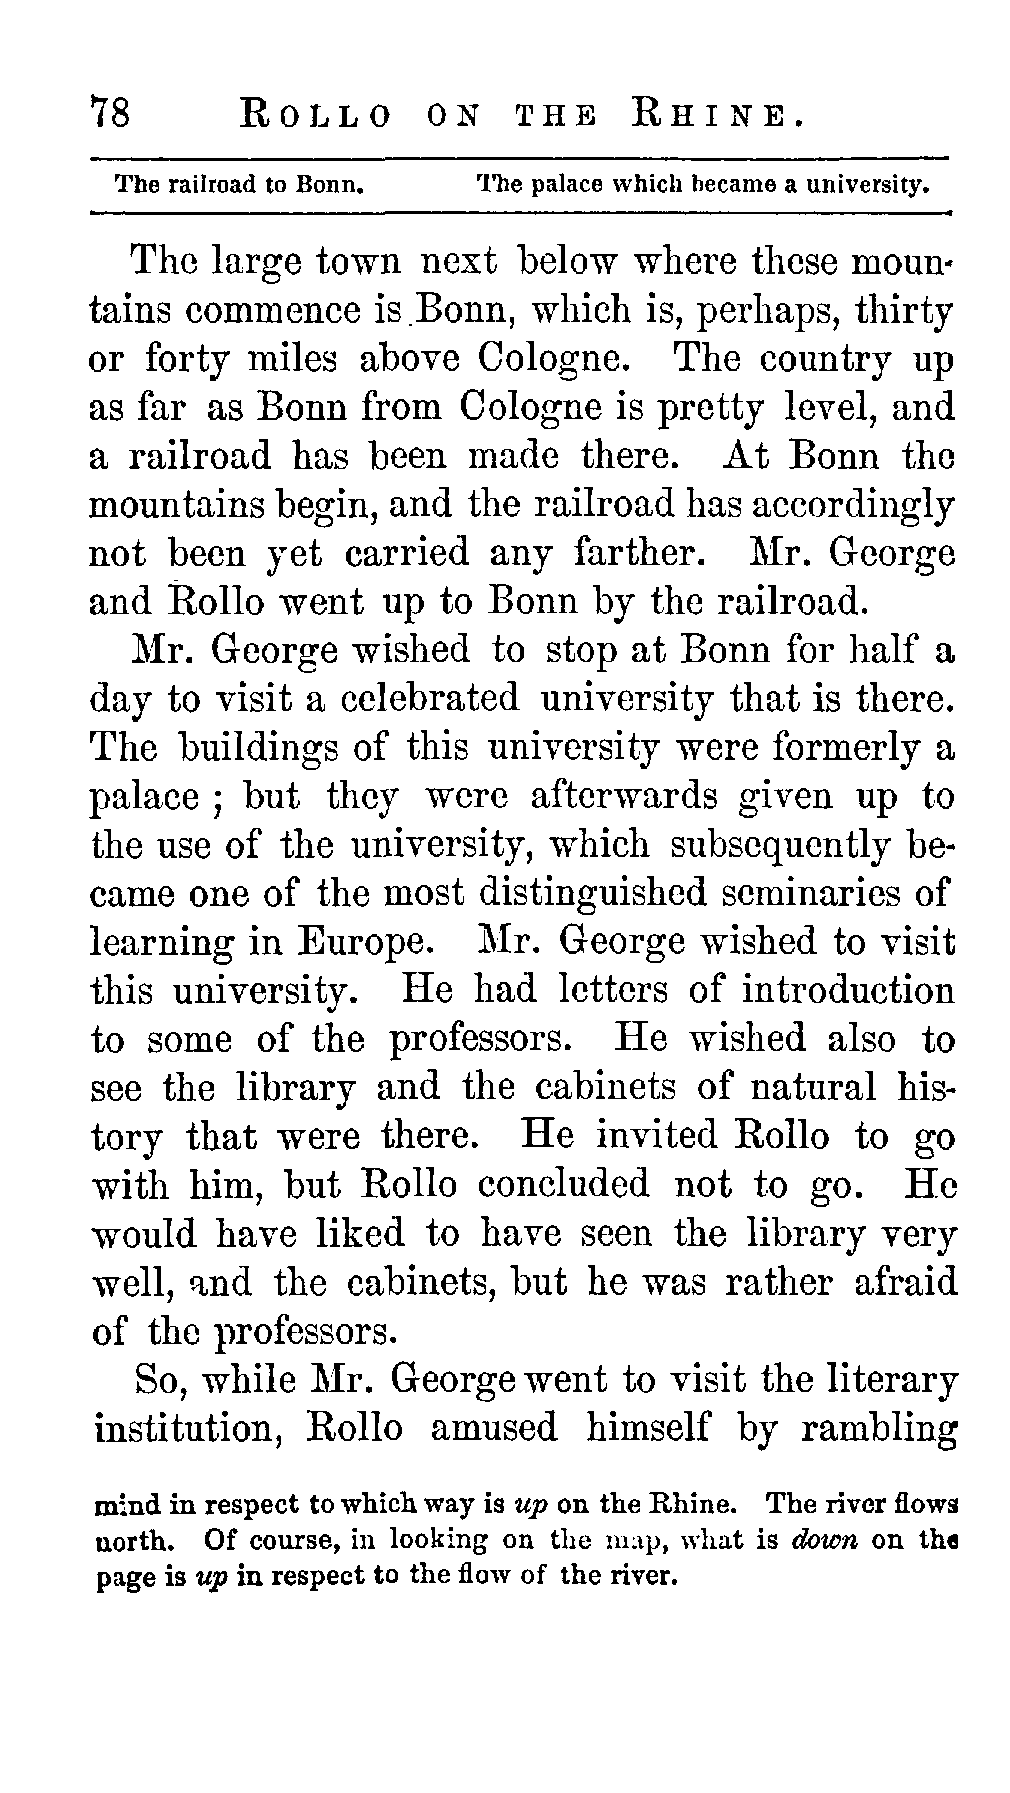 78 ROLLO ON THE RHINE.
The railroad to Bonn. The palace which became a university.
The large town next below where these moun-
tains commence is Bonn, which is, perhaps, thirty
or forty miles above Cologne. The country up
as far as Bonn from Cologne is pretty level, and
a railroad has been made there. At Bonn the
mountains begin, and the railroad has accordingly
not been yet carried any farther. Mr. George
and Rollo went up to Bonn by the railroad.
Mr. George wished to stop at Bonn for half a
day to visit a celebrated university that is there.
The buildings of this university were formerly a
palace ; but they were afterwards given up to
the use of the university, which subsequently be-
came one of the most distinguished seminaries of
learning in Europe. Mr. George wished to visit
this university. He had letters of introduction
to some of the professors. He wished also to
see the library and the cabinets of natural his-
tory that were there. He invited Rollo to go
with him, but Rollo concluded not to go. He
would have liked to have seen the library very
well, and the cabinets, but he was rather afraid
of the professors.
So, while Mr. George went to visit the literary
institution, Rollo amused himself by rambling
mind in respect to which way is up on the Rhine. The river flows
north. Of course, in looking on the map, what is down on the
page is up in respect to the flow of the river.